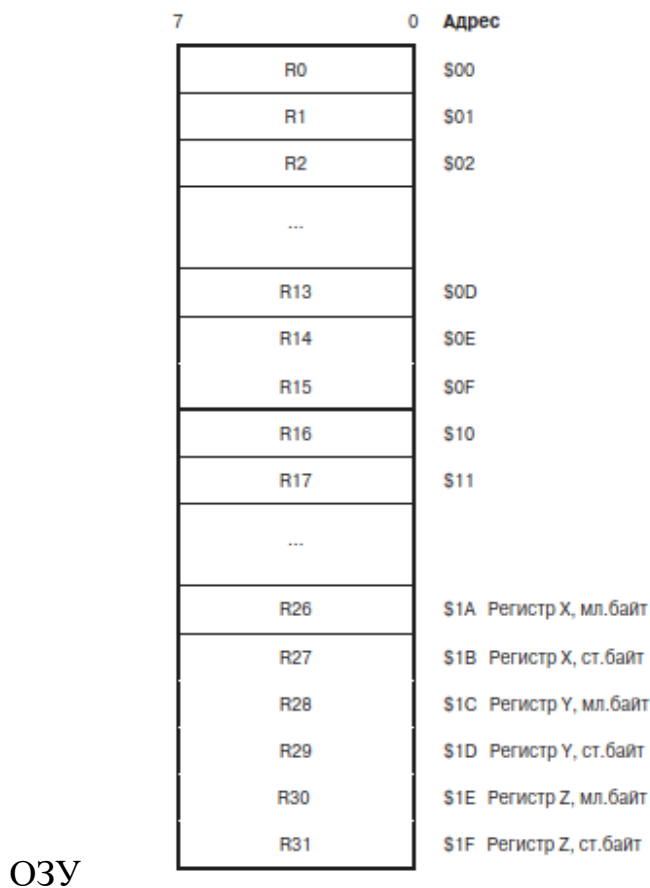 7 0 Адрес
R0 $00
R1 $01
R2 $02
...
R13 $0D
R14 $0E
R15 $0F
R16 $10
R17 $11
...
R26 $1A Регистр X, мл.байт
R27 $1B Регистр X, ст.байт
R28 $1C Регистр Y, мл.байт
R29 $1D Регистр Y, ст.байт
R30 $1E Регистр Z, мл.байт
R31 $1F Регистр Z, ст.байт
ОЗУ